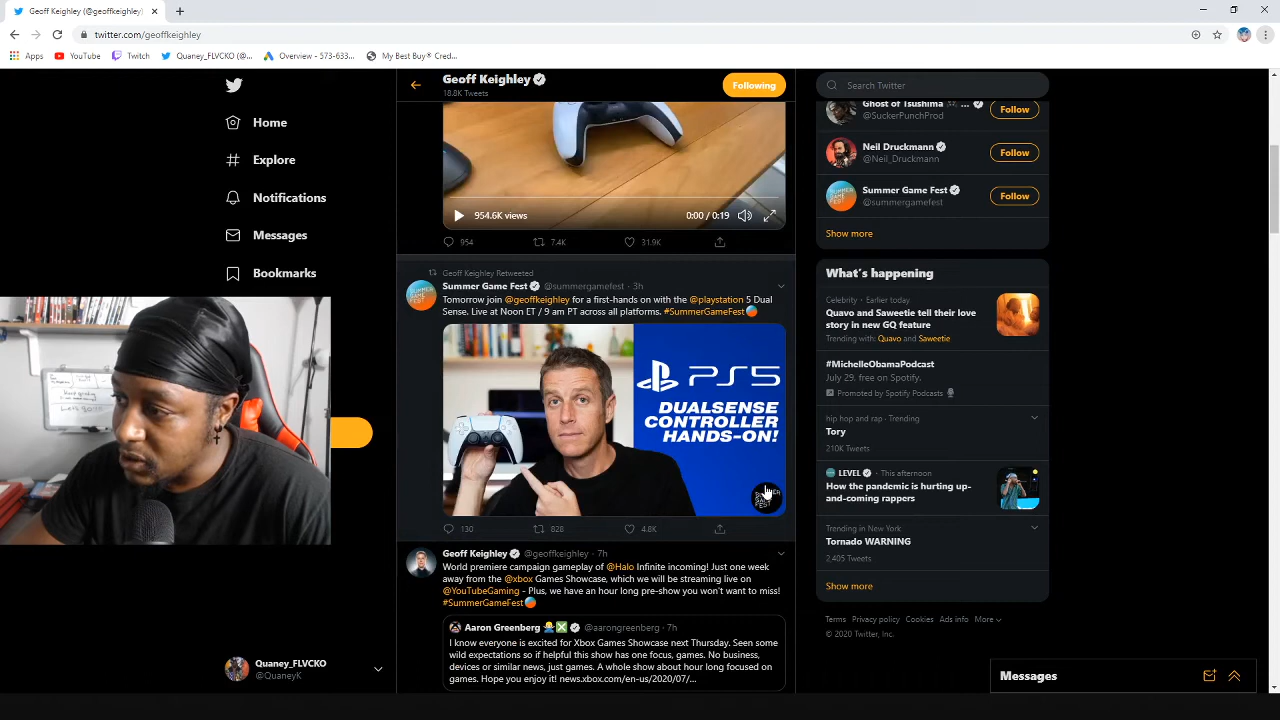 Geoff Keighley (@geoffkeighley)
twitter.com/geoffkeighley
Apps
YouTube
Twitch
Quaney_FLVCKO (@...
Overview - 573-633...
My Best Buy® Cred...
Home
Explore
Notifications
Messages
Bookmarks
Quaney_FLVCKO
@QuaneyK
Geoff Keighley
18.8K Tweets
Following
954.6K views
0:00 / 0:19
954
7.4K
31.9K
Geoff Keighley Retweeted
Summer Game Fest @summergamefest · 3h
Tomorrow join @geoffkeighley for a first-hands on with the @playstation 5 Dual
Sense. Live at Noon ET / 9 am PT across all platforms. #SummerGameFest
PS5
DUALSENSE
CONTROLLER
HANDS-ON!
130
828
4.8K
Geoff Keighley @geoffkeighley · 7h
World premiere campaign gameplay of @Halo Infinite incoming! Just one week
away from the @xbox Games Showcase, which we will be streaming live on
@YouTubeGaming - Plus, we have an hour long pre-show you won't want to miss!
#SummerGameFest
Aaron Greenberg @aarongreenberg · 7h
I know everyone is excited for Xbox Games Showcase next Thursday. Seen some
wild expectations so if helpful this show has one focus, games. No business,
devices or similar news, just games. A whole show about hour long focused on
games. Hope you enjoy it! news.xbox.com/en-us/2020/07/...
Search Twitter
Ghost of Tsushima ...
@SuckerPunchProd
Follow
Neil Druckmann
@Neil_Druckmann
Follow
Summer Game Fest
@summergamefest
Follow
Show more
What's happening
Celebrity · Earlier today
Quavo and Saweetie tell their love
story in new GQ feature
Trending with: Quavo and Saweetie
#MichelleObamaPodcast
July 29, free on Spotify.
Promoted by Spotify Podcasts
hip hop and rap · Trending
Tory
210K Tweets
LEVEL · This afternoon
How the pandemic is hurting up-
and-coming rappers
Trending in New York
Tornado WARNING
2,405 Tweets
Show more
Terms Privacy policy Cookies Ads info More
© 2020 Twitter, Inc.
Messages